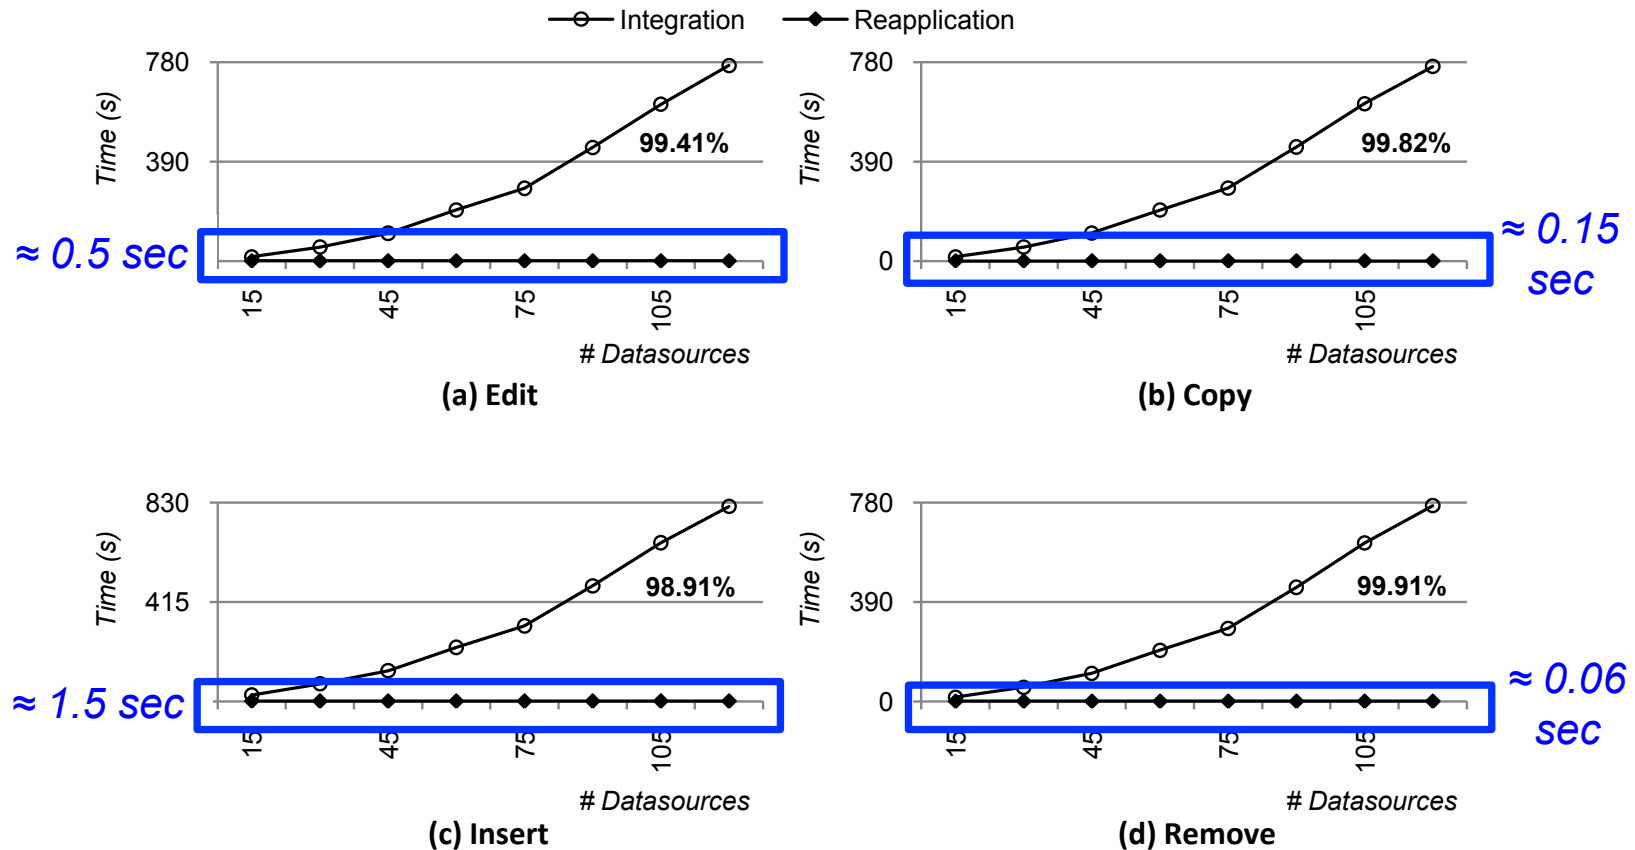 Integration Reapplication
780
390
Time (s)
99.41%
≈ 0.5 sec
15 45 75 105
# Datasources
(a) Edit
780
390
0
Time (s)
99.82%
≈ 0.15
sec
15 45 75 105
# Datasources
(b) Copy
830
415
Time (s)
98.91%
≈ 1.5 sec
15 45 75 105
# Datasources
(c) Insert
780
390
0
Time (s)
99.91%
≈ 0.06
sec
15 45 75 105
# Datasources
(d) Remove